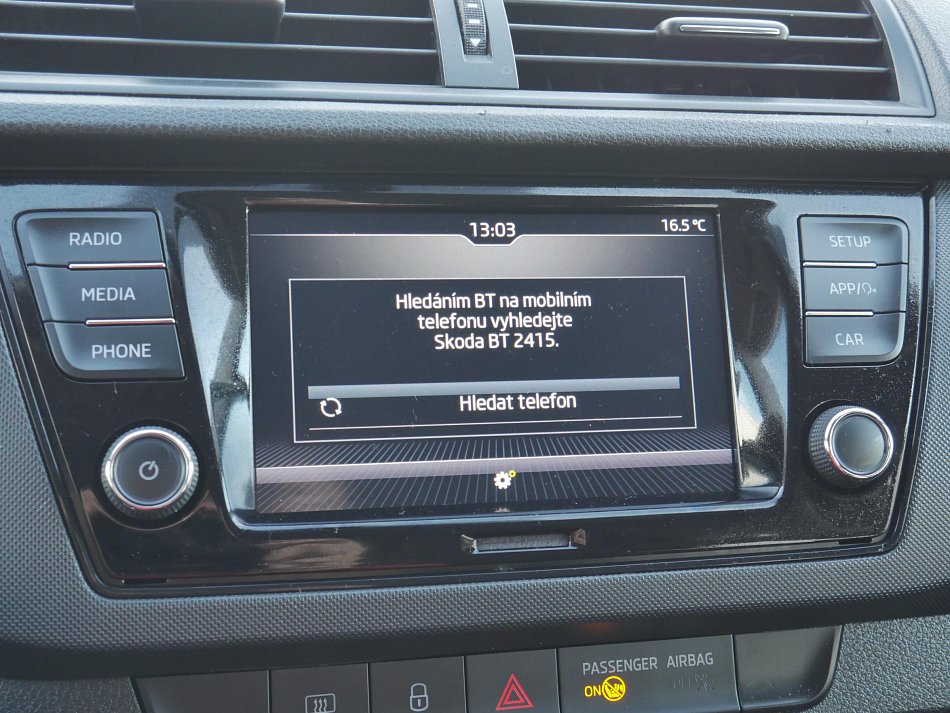 13:03
16.5 °C
RADIO
MEDIA
PHONE
Hledáním BT na mobilním
telefonu vyhledejte
Skoda BT 2415.
Hledat telefon
SETUP
APP/
CAR
PASSENGER AIRBAG
ON